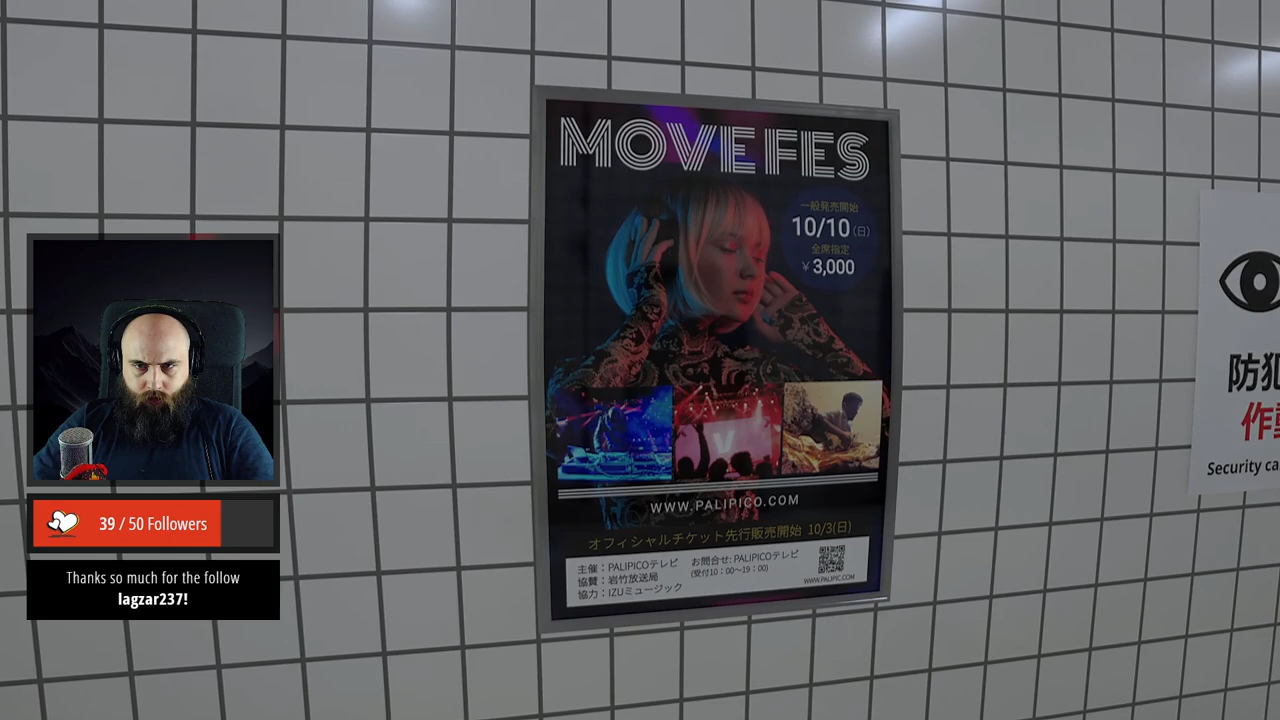 MOVE FES
一般発売開始
10/10(日)
全席指定
¥3,000
WWW.PALIPICO.COM
オフィシャルチケット先行販売開始 10/3(日)
主催:PALIPICOテレビ
協賛:岩竹放送局
協力:IZUミュージック
お問合せ: PALIPICOテレビ
(受付10:00〜19:00)
WWW.PALIPIC.COM
防犯
作動
Security ca
39 / 50 Followers
Thanks so much for the follow
lagzar237!